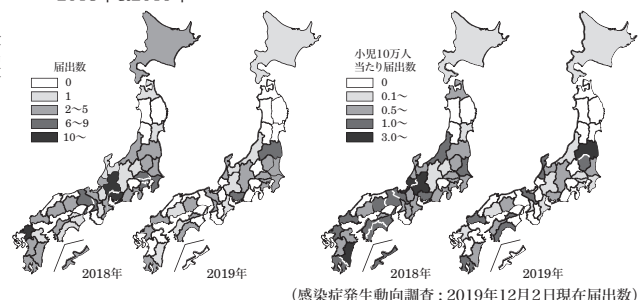 届出数
0
1
2～5
6～9
10～
2018年
2019年
小児10万人
当たり届出数
0
0.1～
0.5～
1.0～
3.0～
2018年
2019年
(感染症発生動向調査：2019年12月2日現在届出数)